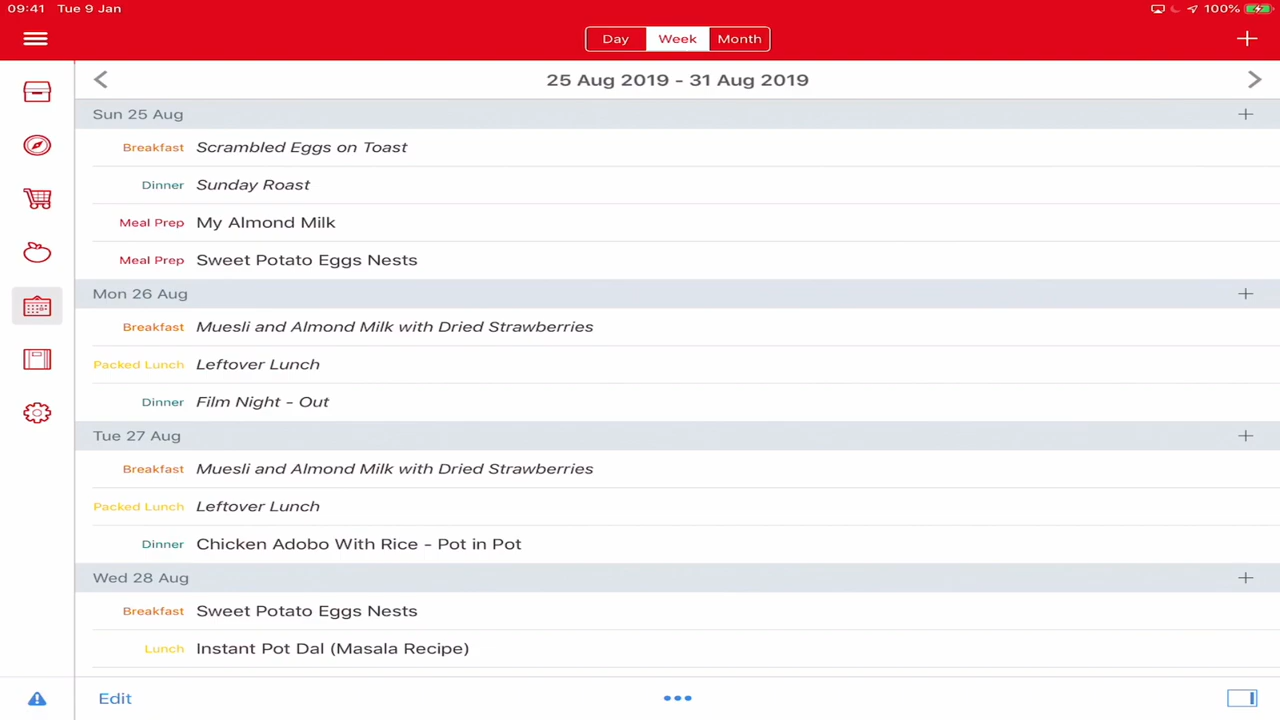 09:41 Tue 9 Jan 100%
Day Week Month
25 Aug 2019 - 31 Aug 2019
Sun 25 Aug
Breakfast Scrambled Eggs on Toast
Dinner Sunday Roast
Meal Prep My Almond Milk
Meal Prep Sweet Potato Eggs Nests
Mon 26 Aug
Breakfast Muesli and Almond Milk with Dried Strawberries
Packed Lunch Leftover Lunch
Dinner Film Night - Out
Tue 27 Aug
Breakfast Muesli and Almond Milk with Dried Strawberries
Packed Lunch Leftover Lunch
Dinner Chicken Adobo With Rice - Pot in Pot
Wed 28 Aug
Breakfast Sweet Potato Eggs Nests
Lunch Instant Pot Dal (Masala Recipe)
Edit